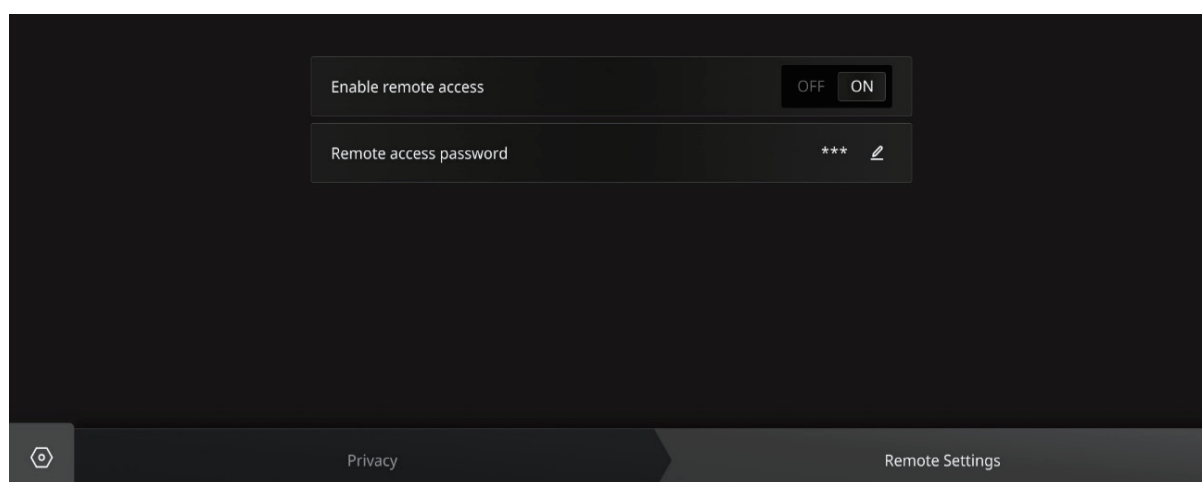 Enable remote access OFF ON
Remote access password ***
Privacy Remote Settings